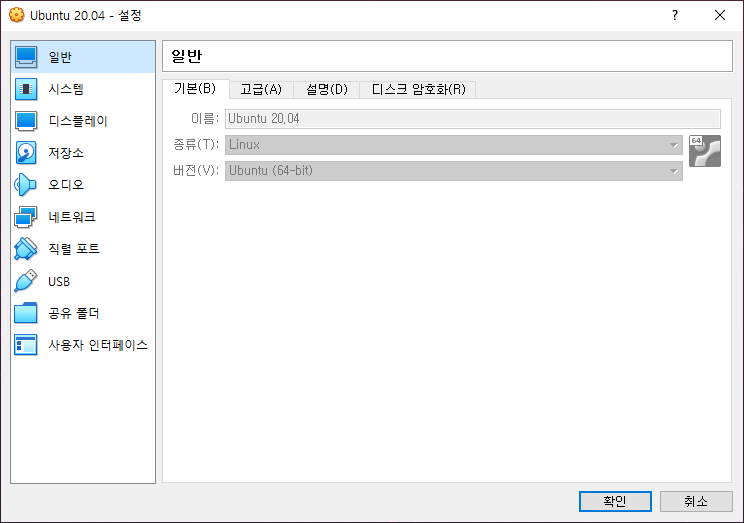 Ubuntu 20.04 - 설정
?
일반
시스템
디스플레이
저장소
오디오
네트워크
직렬 포트
USB
공유 폴더
사용자 인터페이스
일반
기본(B) 고급(A) 설명(D) 디스크 암호화(R)
이름: Ubuntu 20.04
종류(T): Linux
64
버전(V): Ubuntu (64-bit)
확인 취소